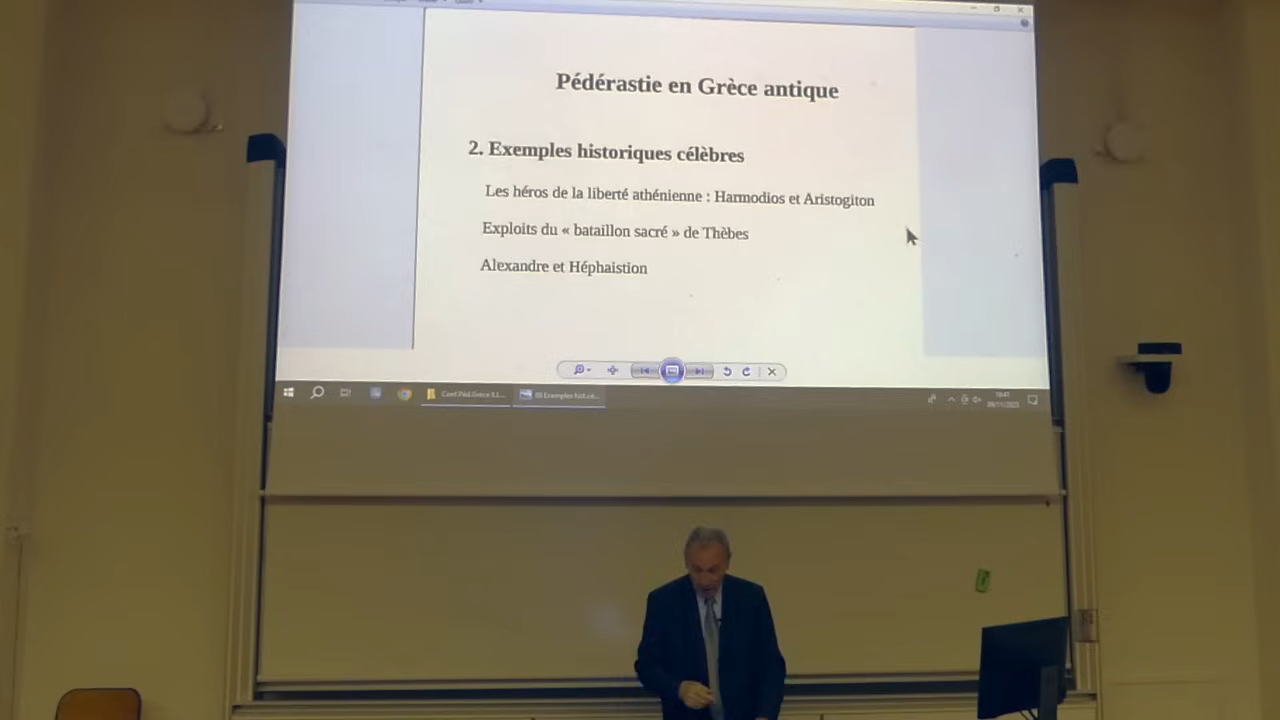 Pédérastie en Grèce antique
2. Exemples historiques célèbres
Les héros de la liberté athénienne : Harmodios et Aristogiton
Exploits du « bataillon sacré » de Thèbes
Alexandre et Héphaistion